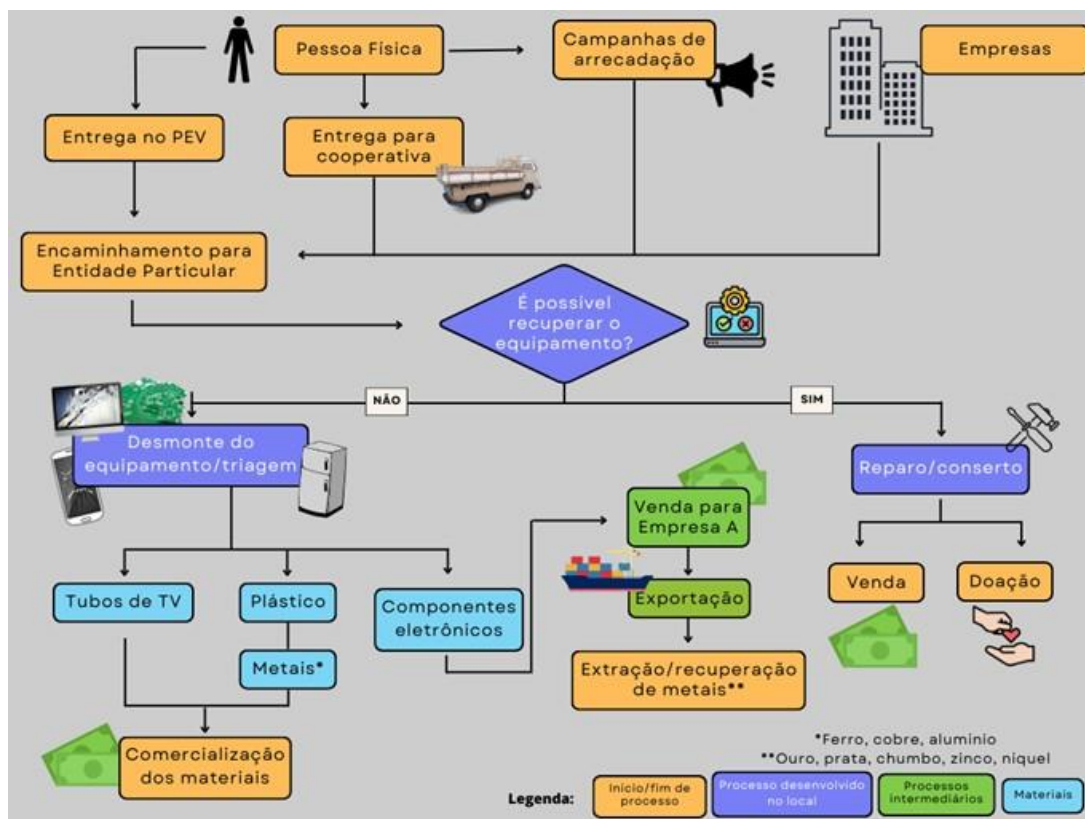 Pessoa Física
Campanhas de
arrecadação
Empresas
Entrega no PEV
Entrega para
cooperativa
Encaminhamento para
Entidade Particular
É possível
recuperar o
equipamento?
NÃO
SIM
Desmonte do
equipamento/triagem
Reparo/conserto
Venda para
Empresa A
Tubos de TV
Plástico
Componentes
eletrônicos
Exportação
Venda
Doação
Metais*
Extração/recuperação
de metais**
Comercialização
dos materiais
*Ferro, cobre, aluminio
**Ouro, prata, chumbo, zinco, níquel
Legenda:
Início/fim de
processo
Processo desenvolvido
no local
Processos
intermediários
Materiais